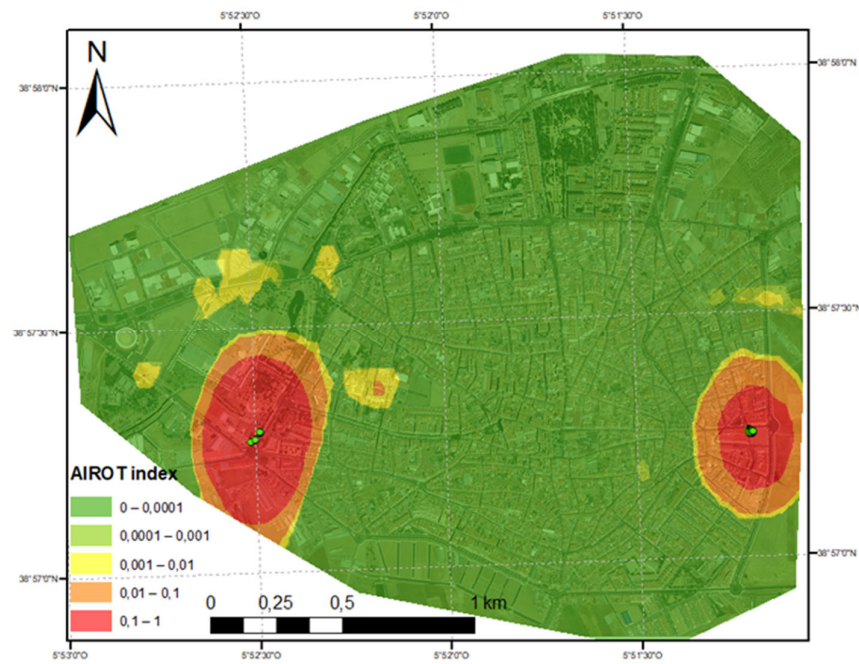 5°52'30"O 5°52'0"O 5°51'30"O
N
38°58'0"N
38°58'0"N
38°57'30"N
38°57'30"N
AIROT index
0 – 0,0001
0,0001 – 0,001
0,001 – 0,01
0,01 – 0,1
0,1 – 1
38°57'0"N
38°57'0"N
0 0,25 0,5 1 km
5°53'0"O 5°52'30"O 5°52'0"O 5°51'30"O